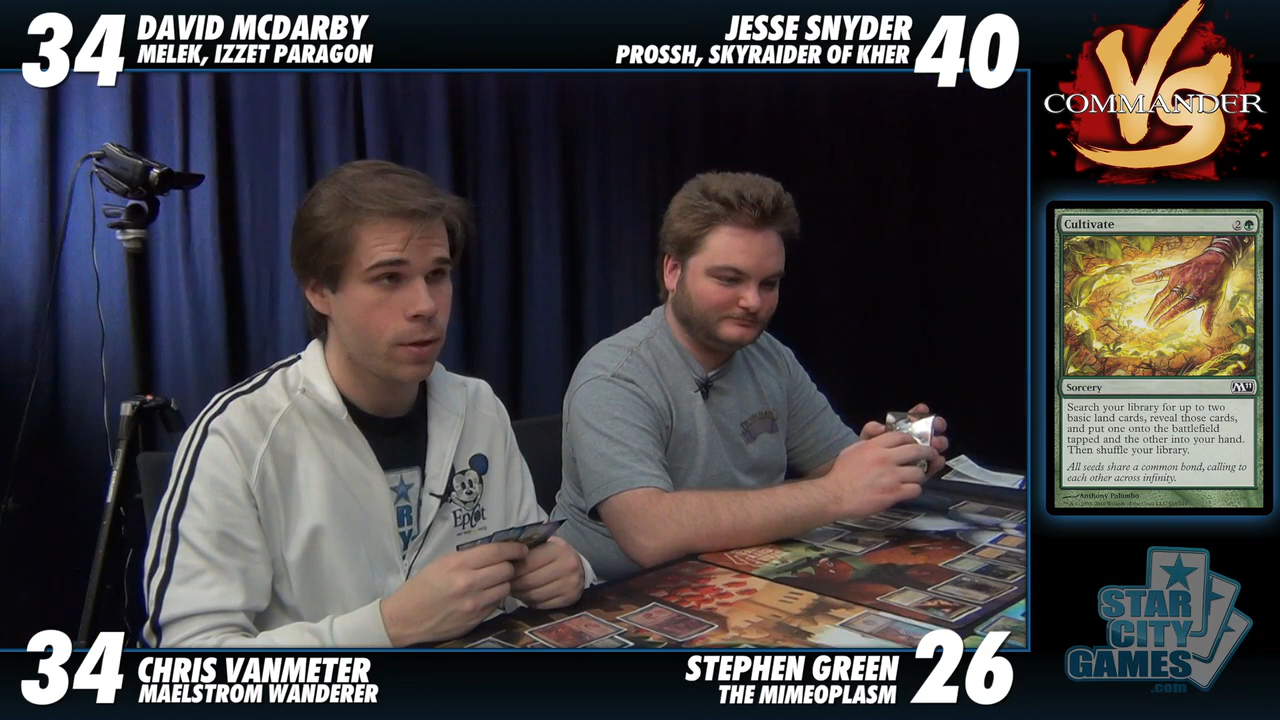 34 DAVID MCDARBY
MELEK, IZZET PARAGON
JESSE SNYDER 40
PROSSH, SKYRAIDER OF KHER
VS
COMMANDER
Cultivate 2
Sorcery M11
Search your library for up to two
basic land cards, reveal those cards,
and put one onto the battlefield
tapped and the other into your hand.
Then shuffle your library.
All seeds share a common bond, calling to
each other across infinity.
Anthony Palumbo
Epcot
STAR
CITY
GAMES
.com
34 CHRIS VANMETER
MAELSTROM WANDERER
STEPHEN GREEN 26
THE MIMEOPLASM